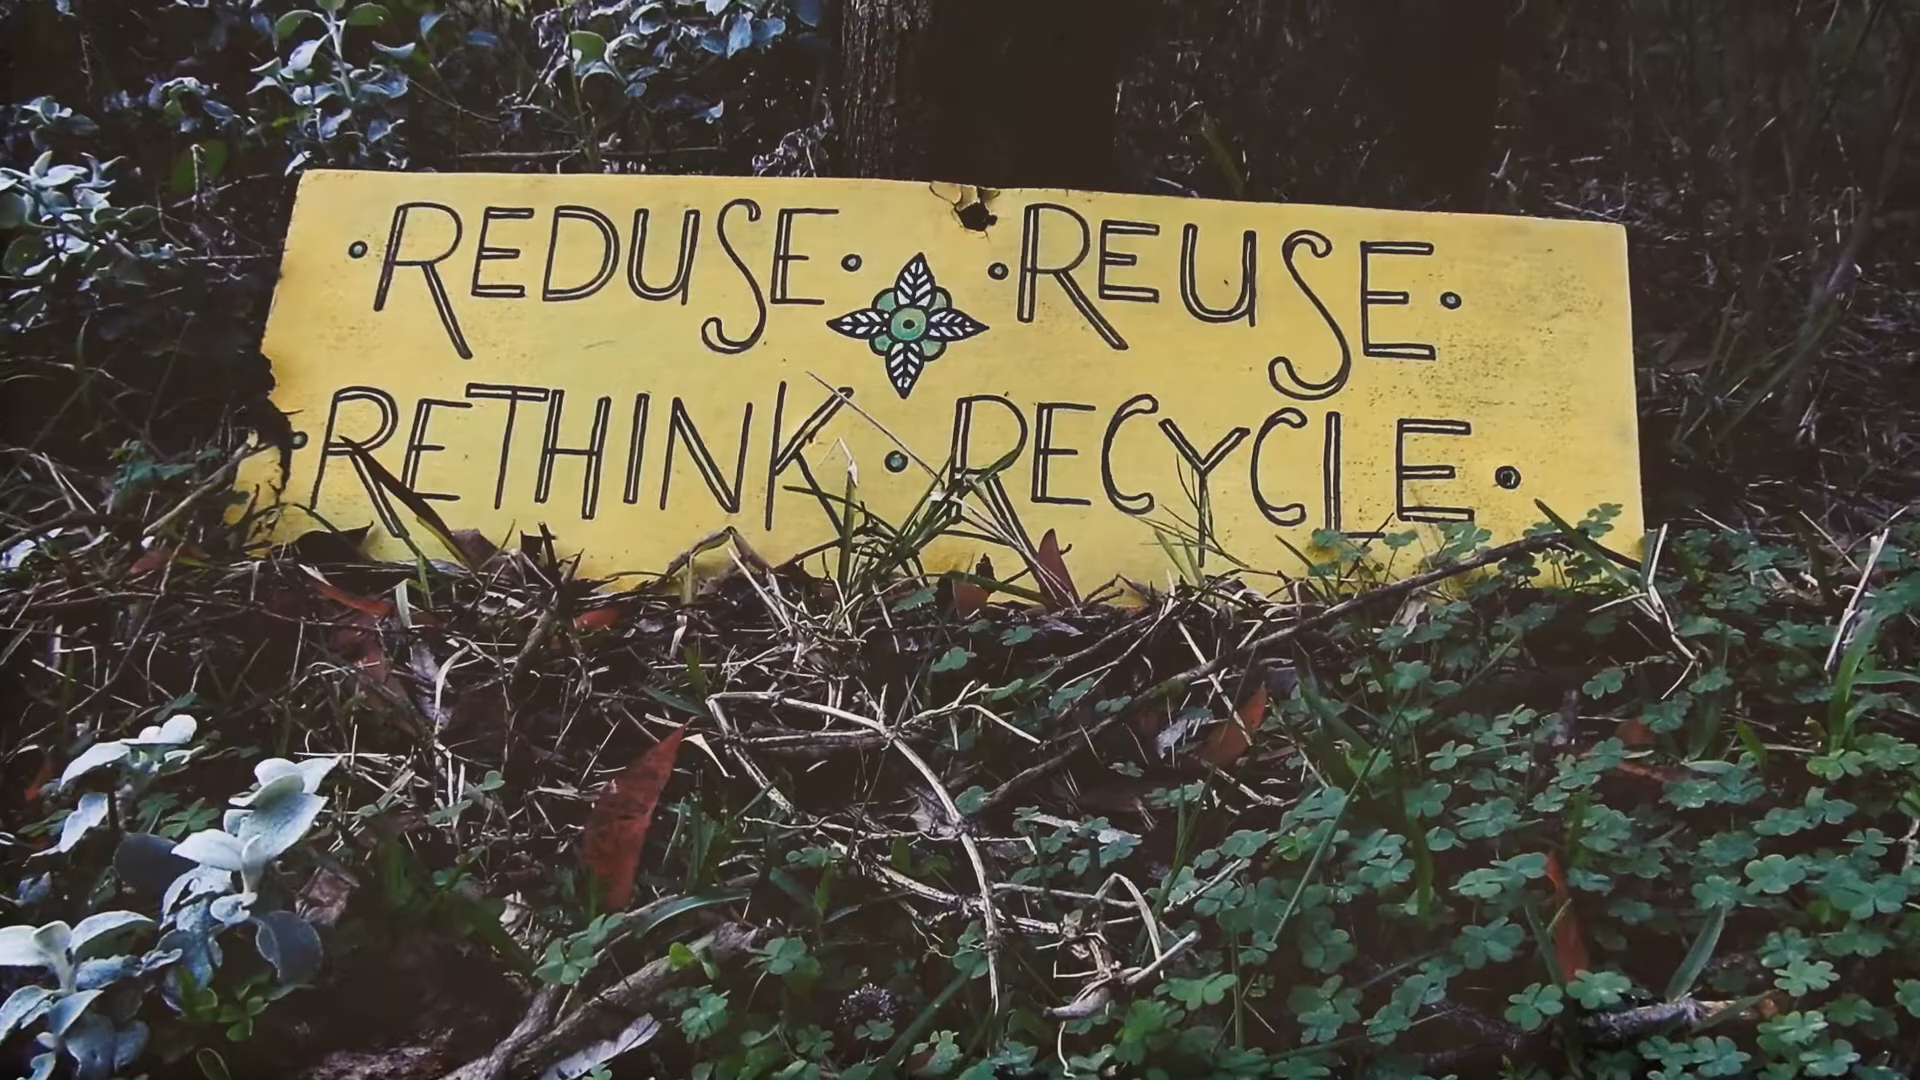 • REDUSE • • REUSE •
• RETHINK • RECYCLE •